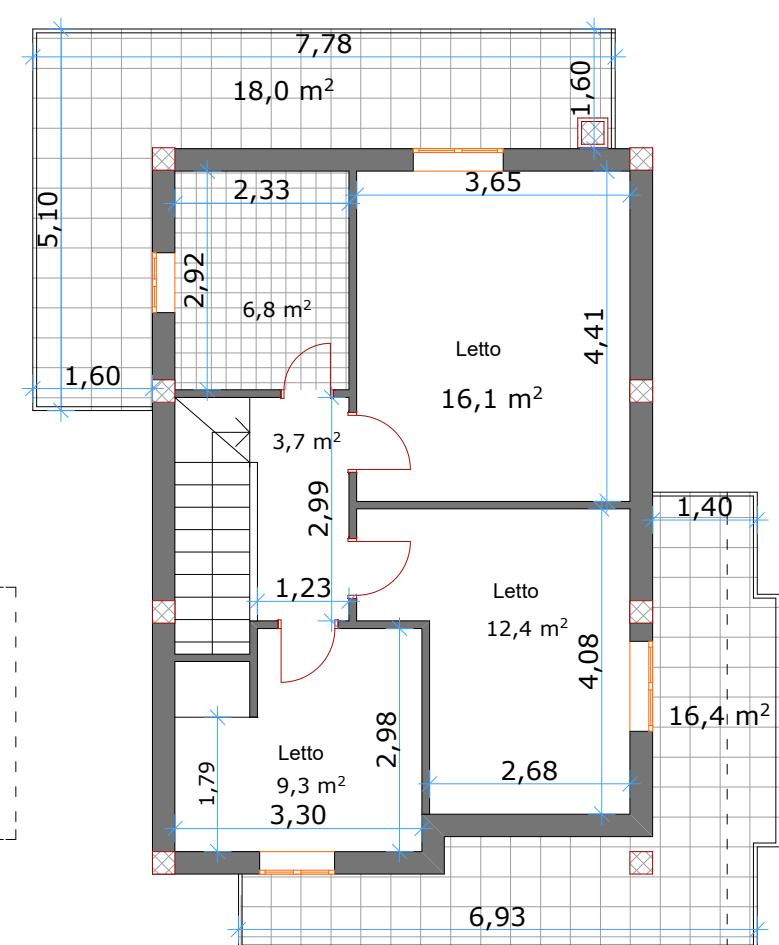 7,78
18,0 m²
1,60
5,10
2,33
3,65
2,92
6,8 m²
4,41
Letto
1,60
16,1 m²
3,7 m²
2,99
1,40
1,23
Letto
12,4 m²
4,08
16,4 m²
2,98
Letto
1,79
9,3 m²
2,68
3,30
6,93